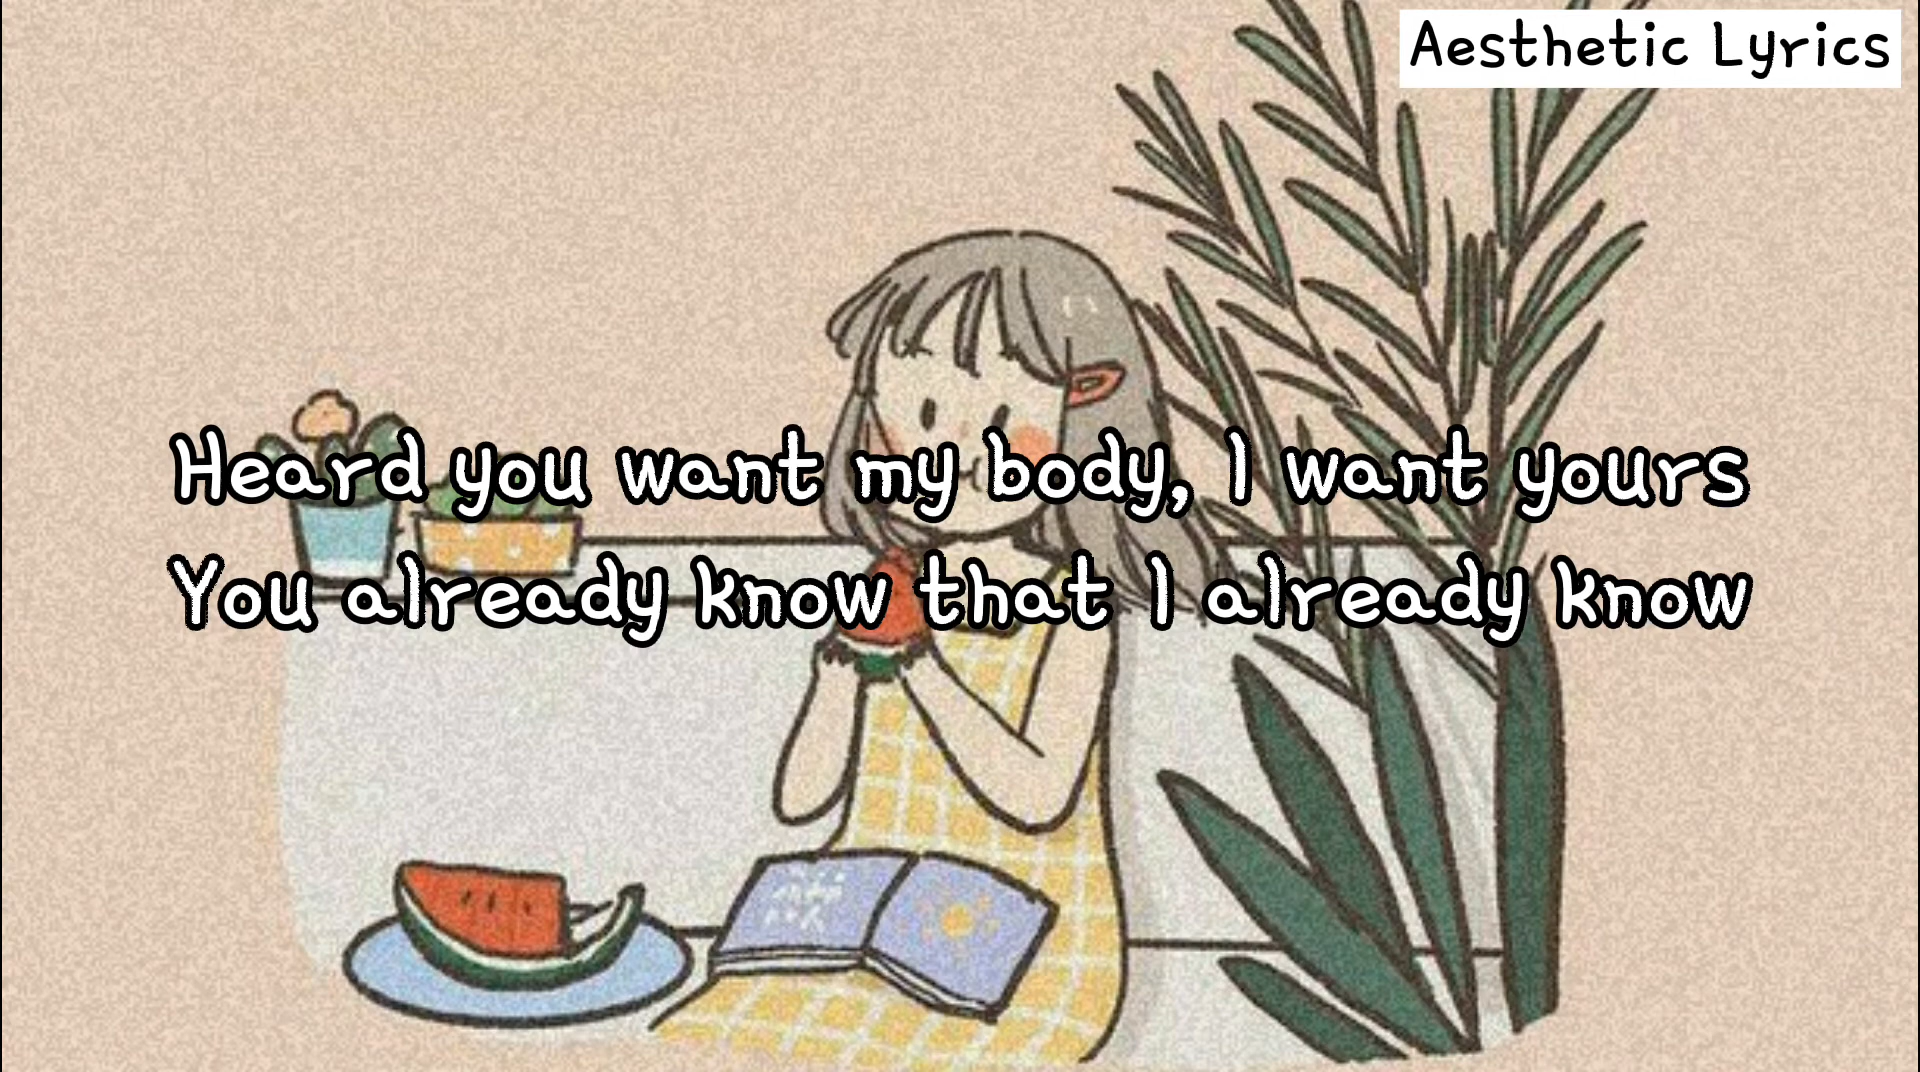 Aesthetic Lyrics
Heard you want my body, I want yours
You already know that I already know